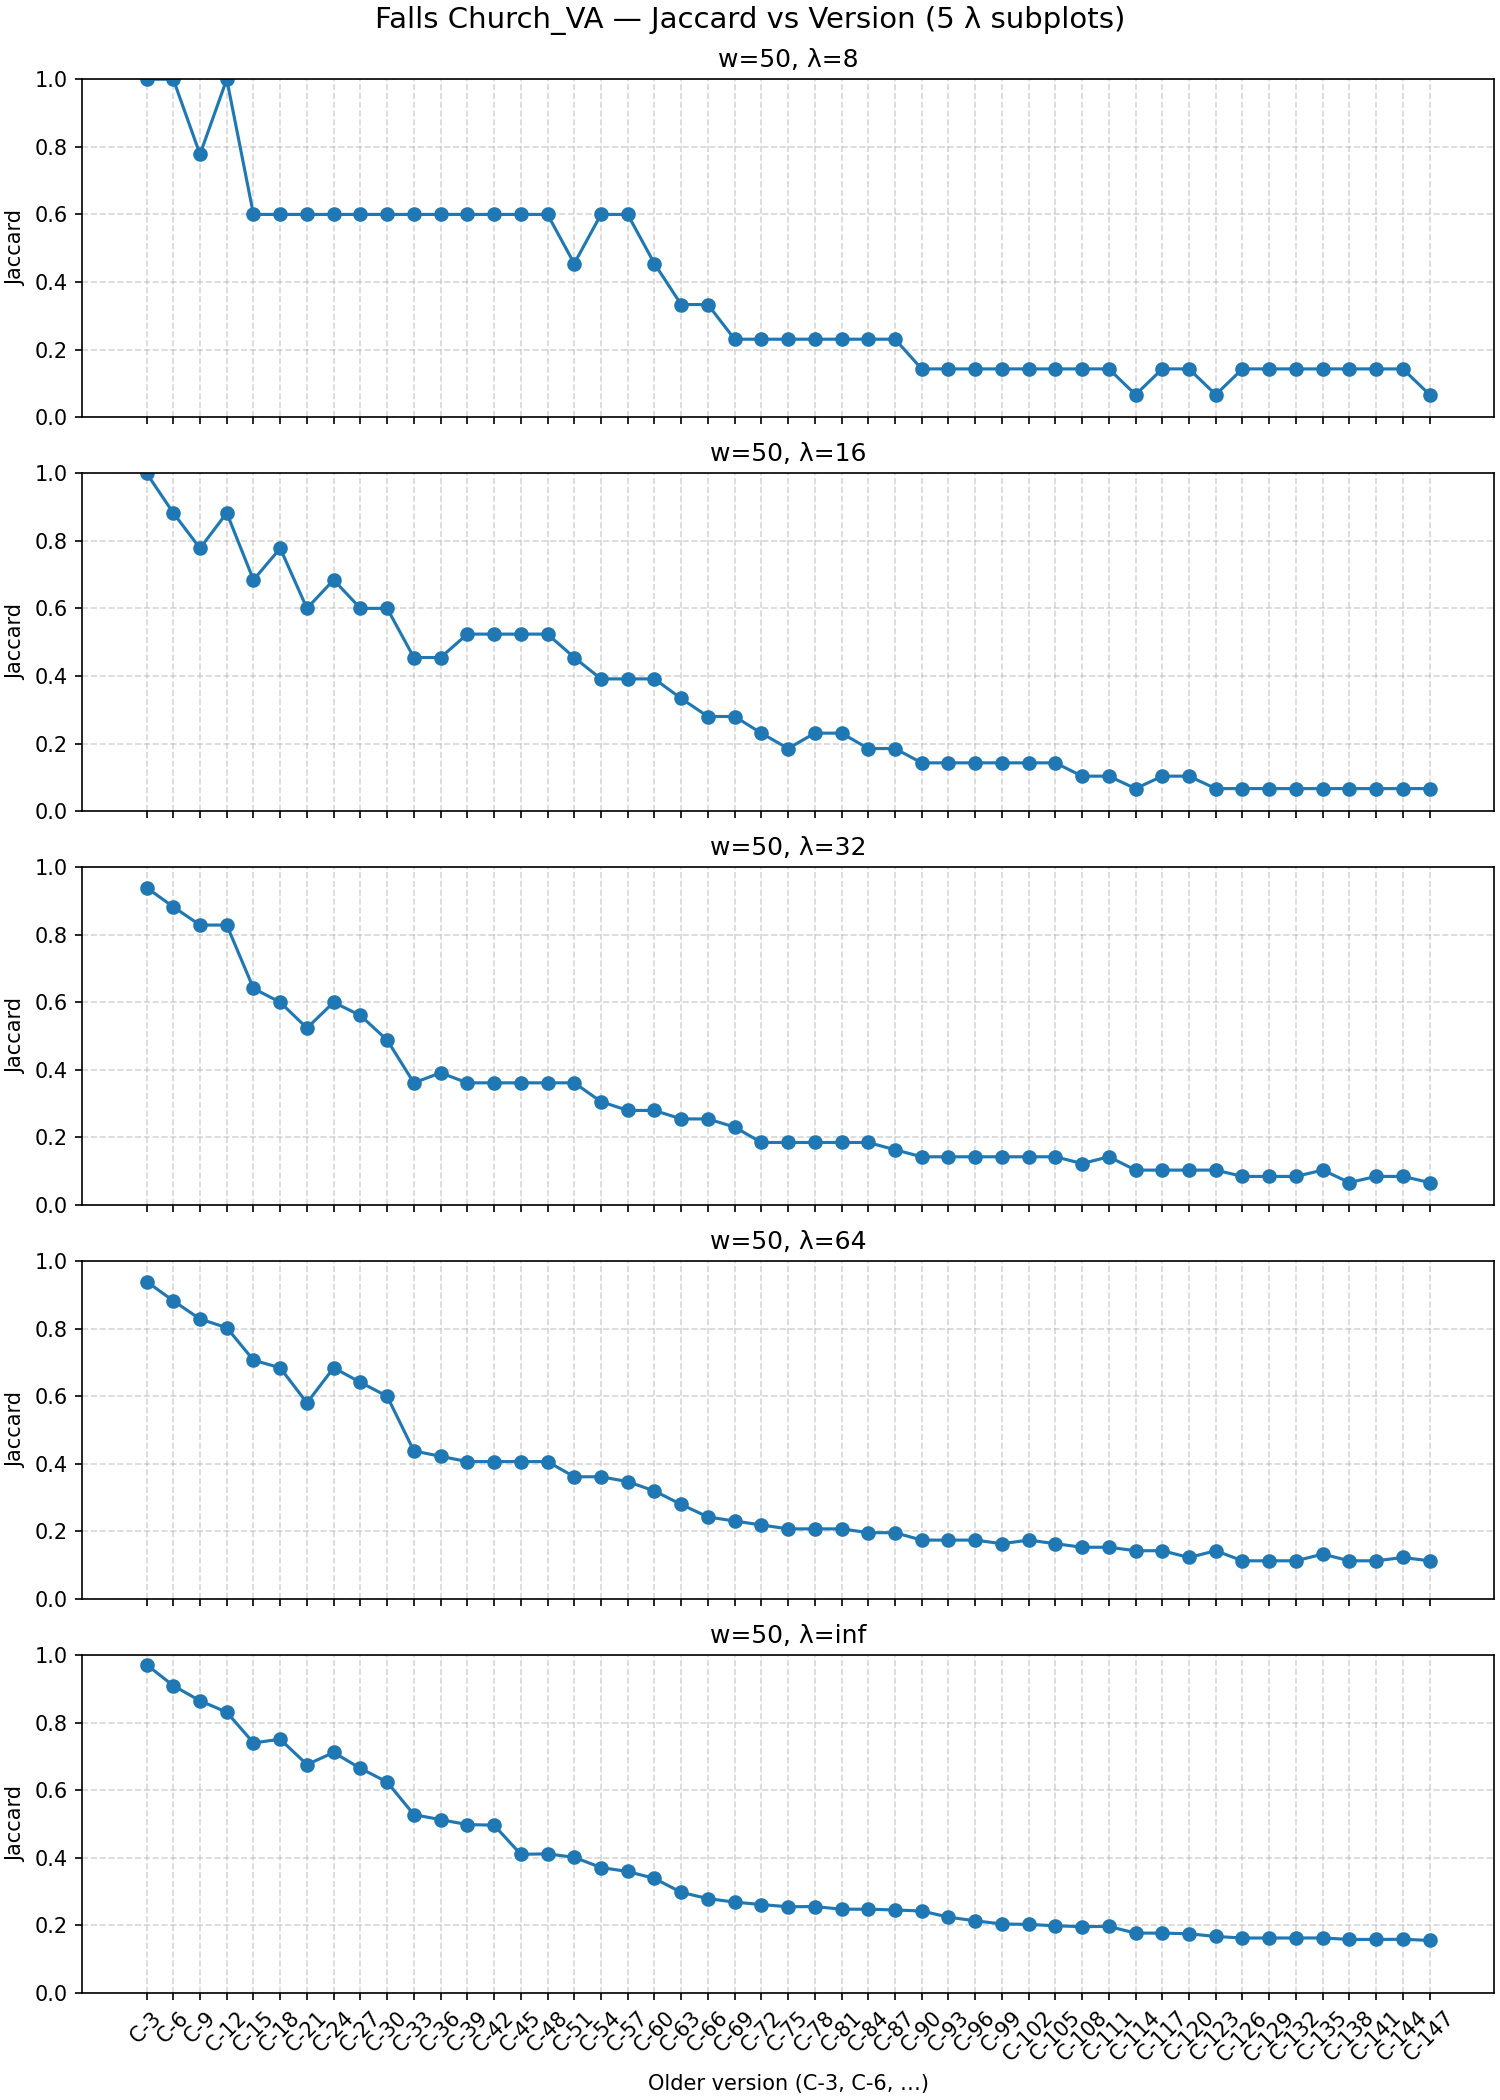 Falls Church_VA — Jaccard vs Version (5 λ subplots)
w=50, λ=8
1.0
0.8
0.6
0.4
0.2
0.0
Jaccard
w=50, λ=16
1.0
0.8
0.6
0.4
0.2
0.0
Jaccard
w=50, λ=32
1.0
0.8
0.6
0.4
0.2
0.0
Jaccard
w=50, λ=64
1.0
0.8
0.6
0.4
0.2
0.0
Jaccard
w=50, λ=inf
1.0
0.8
0.6
0.4
0.2
0.0
Jaccard
C-3 C-6 C-9 C-12 C-15 C-18 C-21 C-24 C-27 C-30 C-33 C-36 C-39 C-42 C-45 C-48 C-51 C-54 C-57 C-60 C-63 C-66 C-69 C-72 C-75 C-78 C-81 C-84 C-87 C-90 C-93 C-96 C-99 C-102 C-105 C-108 C-111 C-114 C-117 C-120 C-123 C-126 C-129 C-132 C-135 C-138 C-141 C-144 C-147
Older version (C-3, C-6, ...)